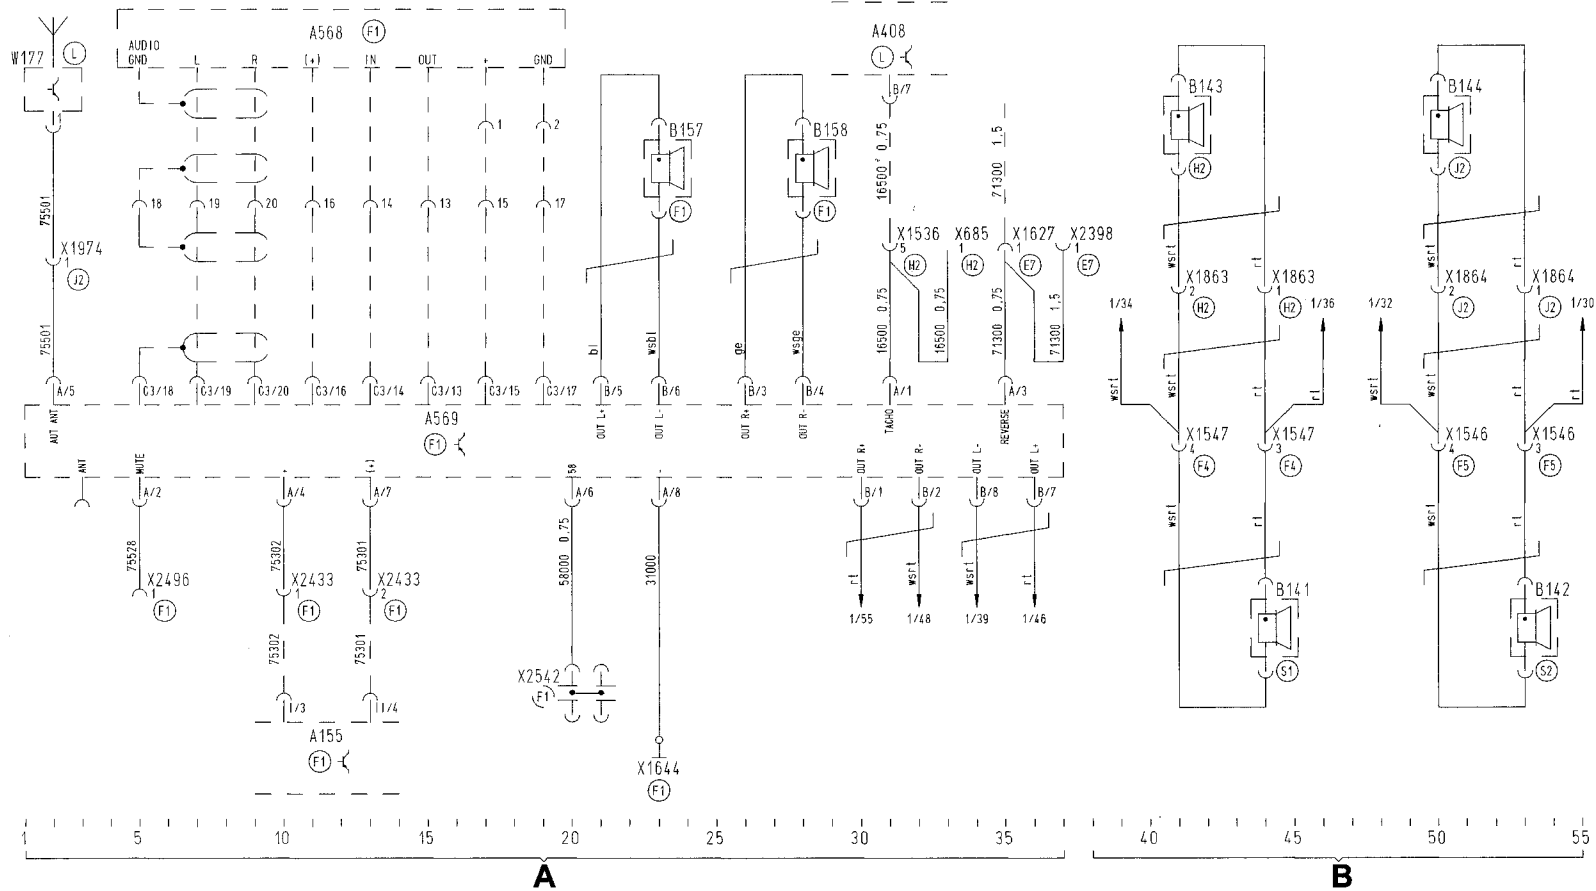 W177 L
A568 F1
AUDIO
GND L R (+) IN OUT + GND
A408
L
B/7
B143
H2
B144
J2
B157
F1
B158
F1
1
1
2
75501
X1974
1
J2
75501
18 19 20 16 14 13 15 17
16500 0,75
71300 1,5
X1536
5
H2
X685
1
H2
X1627
1
E7
X2398
1
E7
16500 0,75
16500 0,75
71300 0,75
71300 1,5
bl
wsbl
ge
wsge
wsrt
rt
wsrt
rt
X1863
2
H2
X1863
1
H2
X1864
2
J2
X1864
1
J2
1/34
1/36
1/32
1/30
wsrt
wsrt
rt
rt
wsrt
wsrt
rt
rt
A/5 C3/18 C3/19 C3/20 C3/16 C3/14 C3/13 C3/15 C3/17 B/5 B/6 B/3 B/4 A/1 A/3
AUT ANT
A569
F1
OUT L+
OUT L-
OUT R+
OUT R-
TACHO
REVERSE
ANT
MUTE
+
(+)
58
-
OUT R+
OUT R-
OUT L-
OUT L+
A/2 A/4 A/7 A/6 A/8 B/1 B/2 B/8 B/7
X1547
4
F4
X1547
3
F4
X1546
4
F5
X1546
3
F5
75528
75302
75301
58000 0,75
31000
rt
wsrt
wsrt
rt
wsrt
rt
wsrt
rt
X2496
1
F1
X2433
1
F1
X2433
2
F1
1/55 1/48 1/39 1/46
B141
S1
B142
S2
75302
75301
X2542
F1
1/3 1/4
A155
F1
X1644
F1
1 5 10 15 20 25 30 35 40 45 50 55
A B